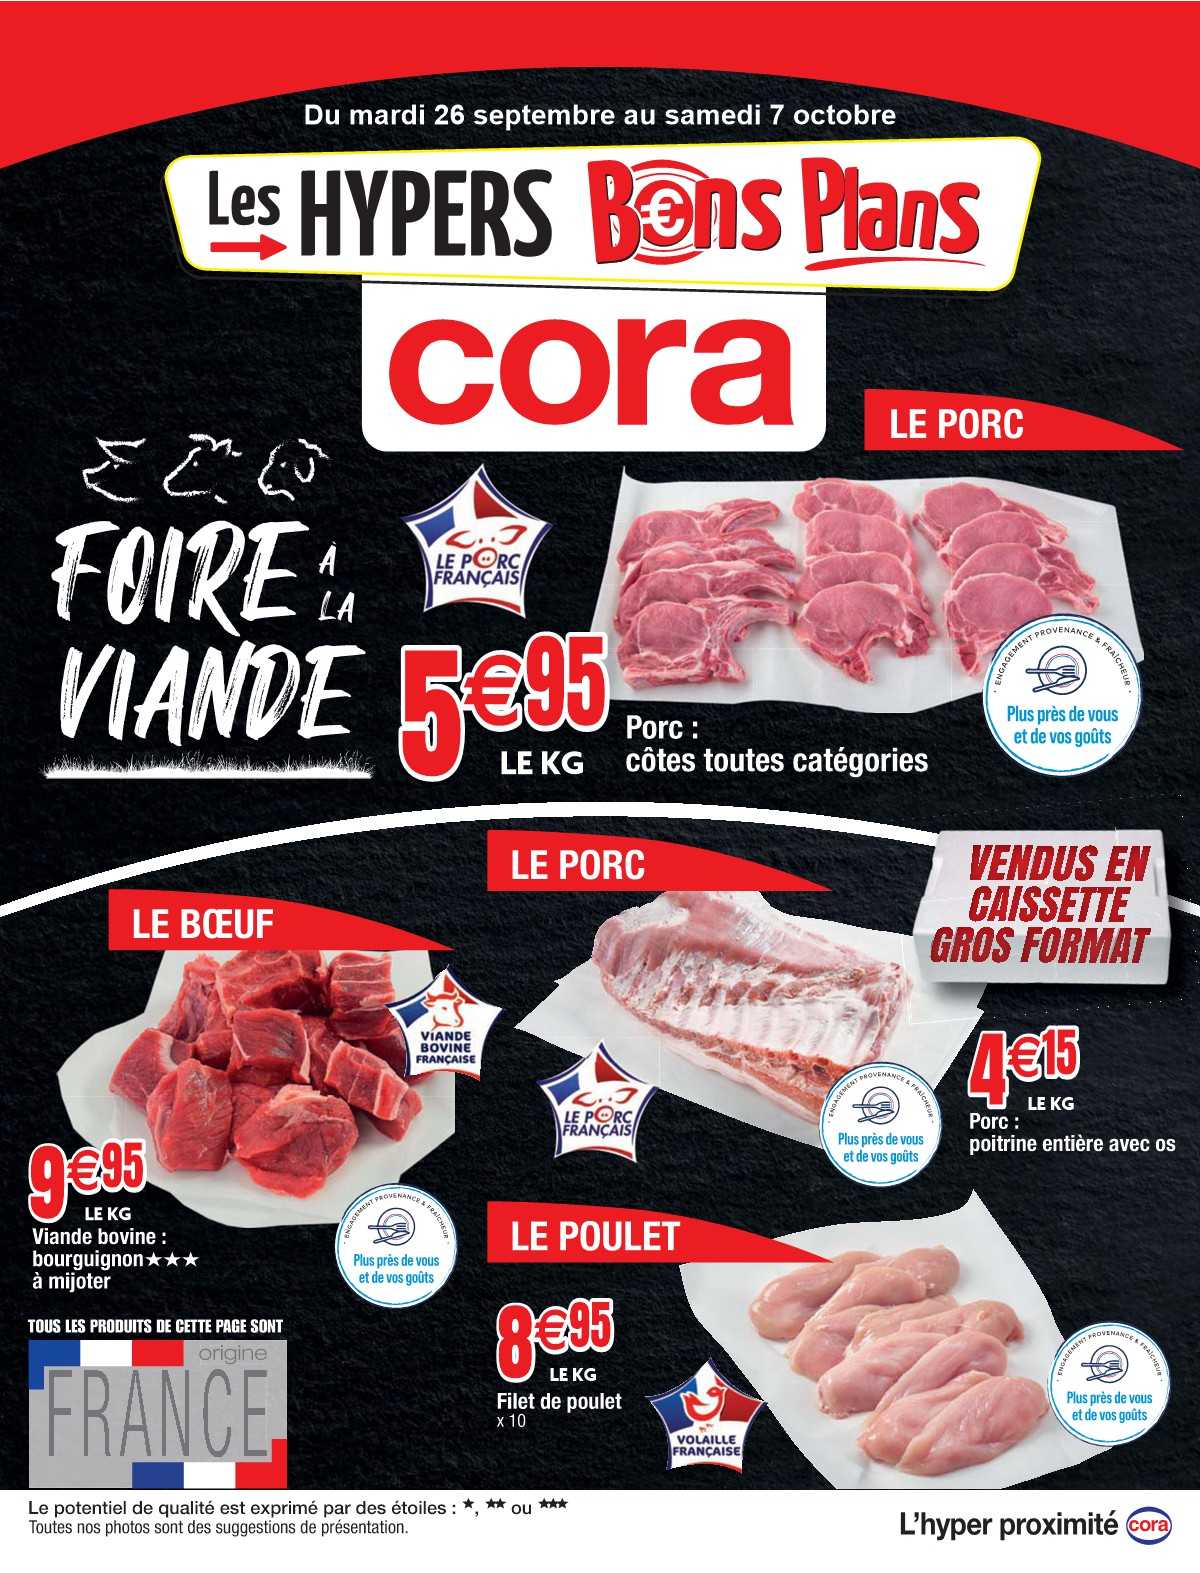 Du mardi 26 septembre au samedi 7 octobre
Les HYPERS Bons Plans
cora
LE PORC
FOIRE À LA VIANDE
LE PORC
FRANÇAIS
5€95
LE KG
Porc :
côtes toutes catégories
ENGAGEMENT PROVENANCE & FRAÎCHEUR
Plus près de vous
et de vos goûts
LE PORC
VENDUS EN
CAISSETTE
GROS FORMAT
LE PORC
FRANÇAIS
ENGAGEMENT PROVENANCE & FRAÎCHEUR
Plus près de vous
et de vos goûts
4€15
LE KG
Porc :
poitrine entière avec os
LE BŒUF
VIANDE
BOVINE
FRANÇAISE
9€95
LE KG
Viande bovine :
bourguignon★★★
à mijoter
ENGAGEMENT PROVENANCE & FRAÎCHEUR
Plus près de vous
et de vos goûts
LE POULET
8€95
LE KG
Filet de poulet
x 10
VOLAILLE
FRANÇAISE
ENGAGEMENT PROVENANCE & FRAÎCHEUR
Plus près de vous
et de vos goûts
TOUS LES PRODUITS DE CETTE PAGE SONT
origine
FRANCE
Le potentiel de qualité est exprimé par des étoiles : ★, ★★ ou ★★★
Toutes nos photos sont des suggestions de présentation.
L'hyper proximité cora